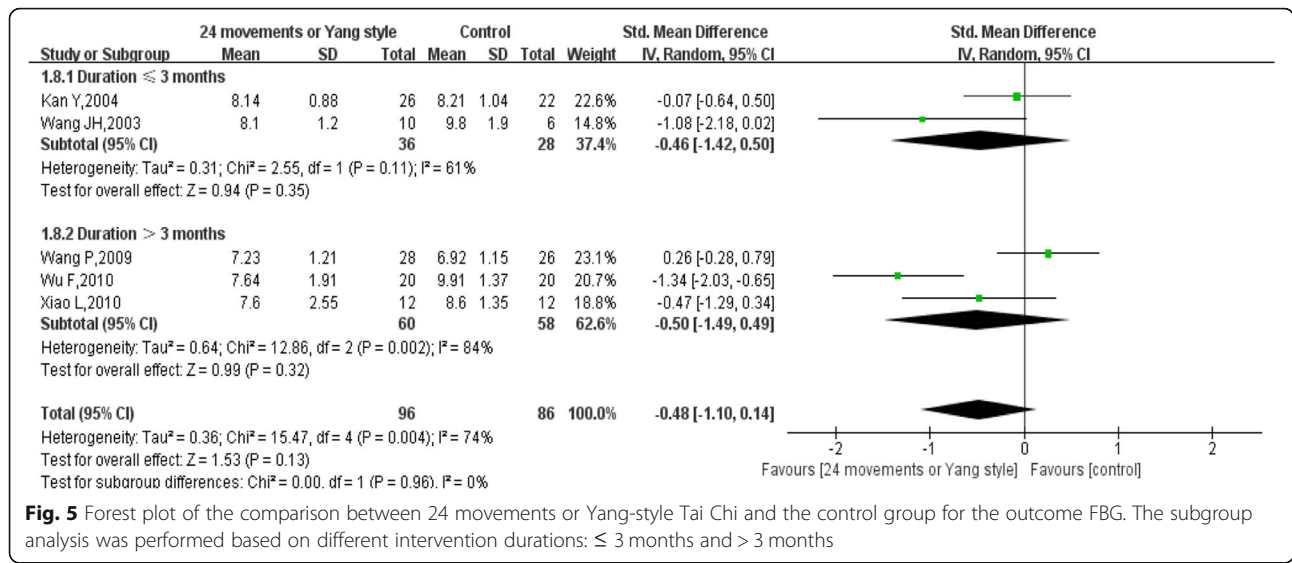 24 movements or Yang style Control Std. Mean Difference Std. Mean Difference
Study or Subgroup Mean SD Total Mean SD Total Weight IV, Random, 95% CI IV, Random, 95% CI
1.8.1 Duration ⩽ 3 months
Kan Y,2004 8.14 0.88 26 8.21 1.04 22 22.6% -0.07 [-0.64, 0.50]
Wang JH,2003 8.1 1.2 10 9.8 1.9 6 14.8% -1.08 [-2.18, 0.02]
Subtotal (95% CI) 36 28 37.4% -0.46 [-1.42, 0.50]
Heterogeneity: Tau² = 0.31; Chi² = 2.55, df = 1 (P = 0.11); I² = 61%
Test for overall effect: Z = 0.94 (P = 0.35)
1.8.2 Duration > 3 months
Wang P,2009 7.23 1.21 28 6.92 1.15 26 23.1% 0.26 [-0.28, 0.79]
Wu F,2010 7.64 1.91 20 9.91 1.37 20 20.7% -1.34 [-2.03, -0.65]
Xiao L,2010 7.6 2.55 12 8.6 1.35 12 18.8% -0.47 [-1.29, 0.34]
Subtotal (95% CI) 60 58 62.6% -0.50 [-1.49, 0.49]
Heterogeneity: Tau² = 0.64; Chi² = 12.86, df = 2 (P = 0.002); I² = 84%
Test for overall effect: Z = 0.99 (P = 0.32)
Total (95% CI) 96 86 100.0% -0.48 [-1.10, 0.14]
Heterogeneity: Tau² = 0.36; Chi² = 15.47, df = 4 (P = 0.004); I² = 74%
Test for overall effect: Z = 1.53 (P = 0.13)
Test for subgroup differences: Chi² = 0.00, df = 1 (P = 0.96), I² = 0%
-2 -1 0 1 2
Favours [24 movements or Yang style] Favours [control]
Fig. 5 Forest plot of the comparison between 24 movements or Yang-style Tai Chi and the control group for the outcome FBG. The subgroup
analysis was performed based on different intervention durations: ≤ 3 months and > 3 months